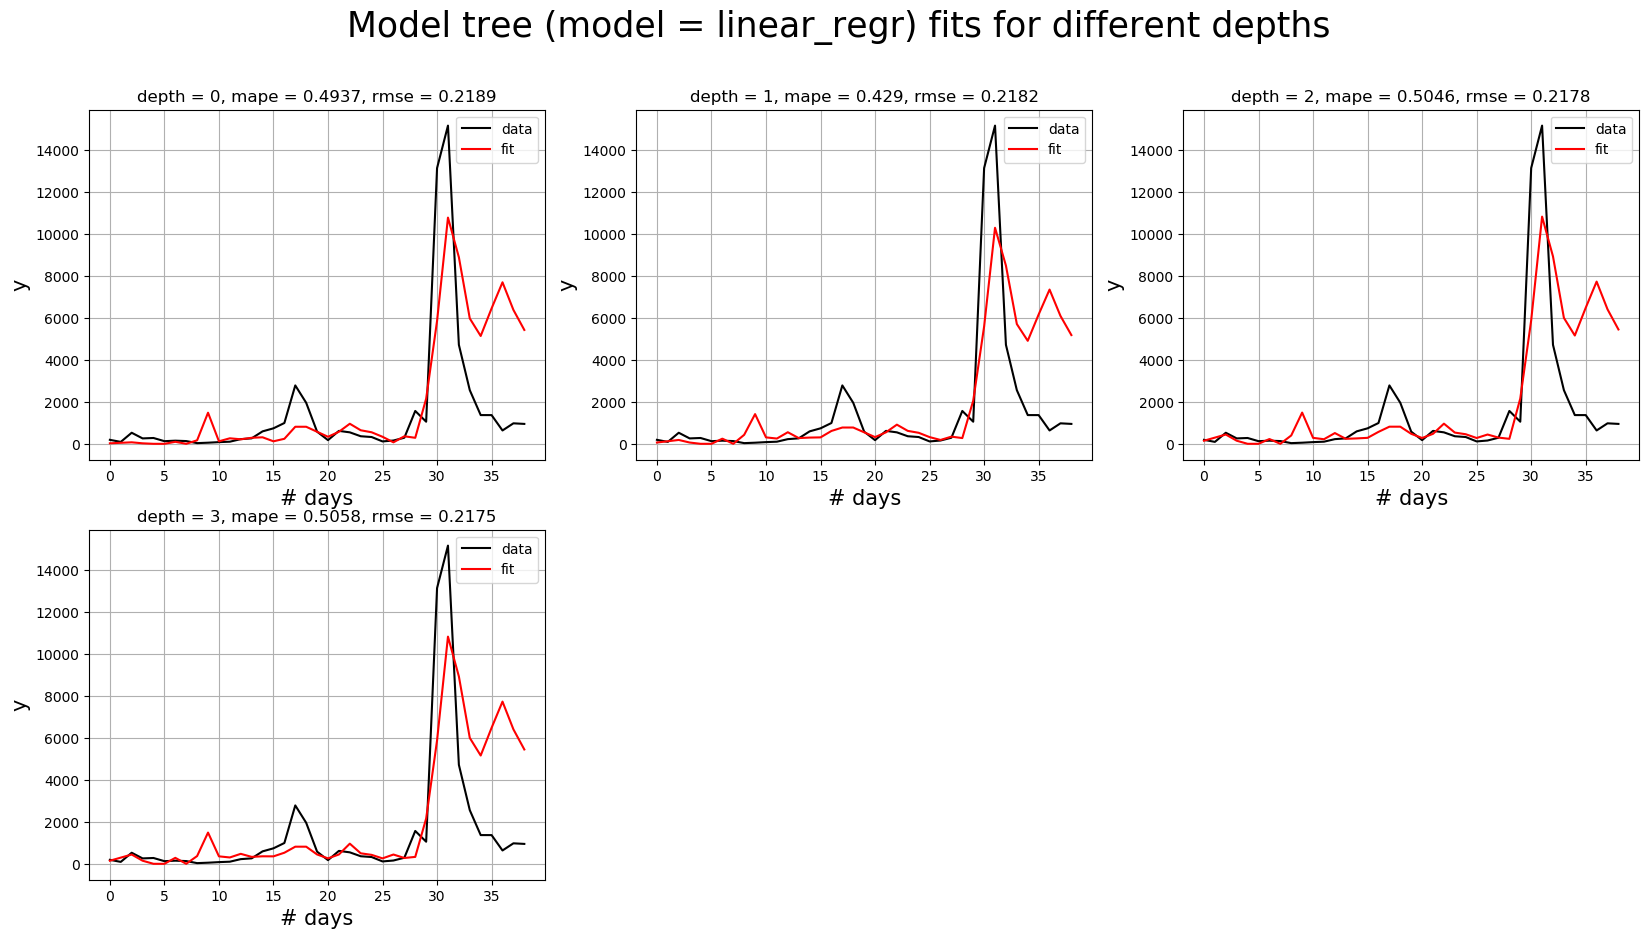 Model tree (model = linear_regr) fits for different depths
depth = 0, mape = 0.4937, rmse = 0.2189
data
fit
14000
12000
10000
8000
6000
4000
2000
0
y
0 5 10 15 20 25 30 35
# days
depth = 1, mape = 0.429, rmse = 0.2182
data
fit
14000
12000
10000
8000
6000
4000
2000
0
y
0 5 10 15 20 25 30 35
# days
depth = 2, mape = 0.5046, rmse = 0.2178
data
fit
14000
12000
10000
8000
6000
4000
2000
0
y
0 5 10 15 20 25 30 35
# days
depth = 3, mape = 0.5058, rmse = 0.2175
data
fit
14000
12000
10000
8000
6000
4000
2000
0
y
0 5 10 15 20 25 30 35
# days